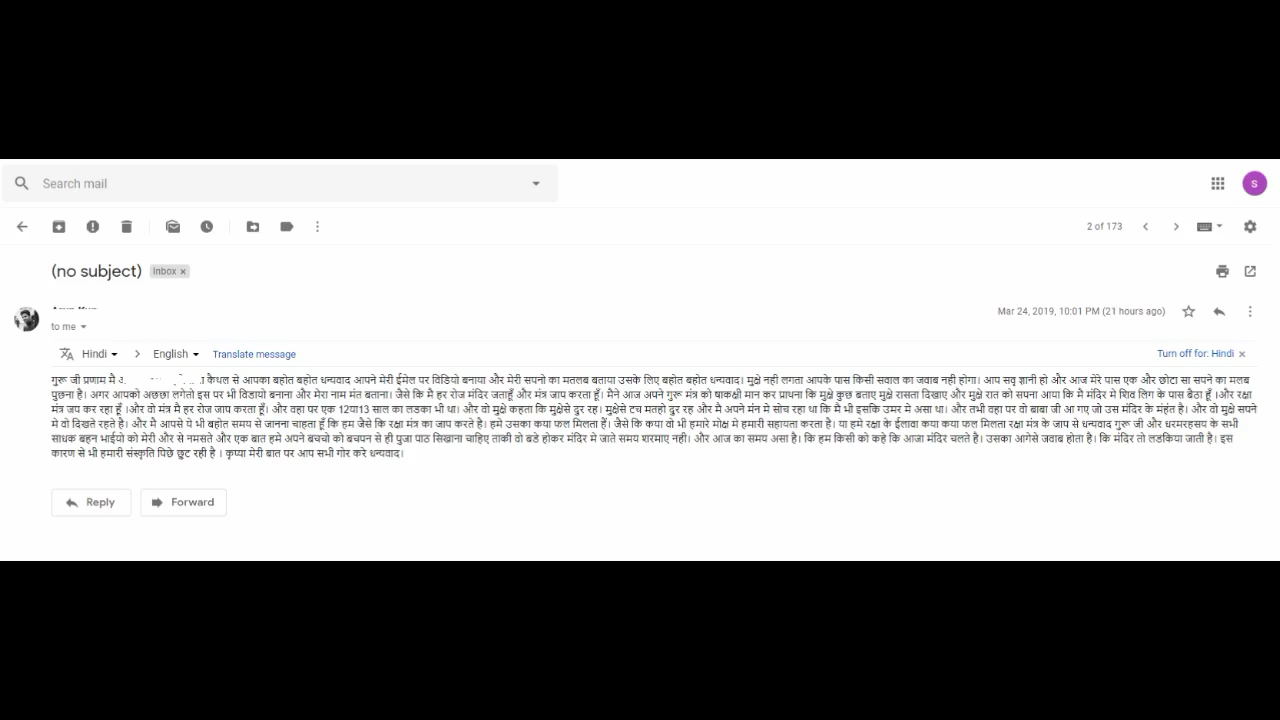 Search mail
S
2 of 173
(no subject)
Inbox ×
Mar 24, 2019, 10:01 PM (21 hours ago)
to me
Hindi > English Translate message
Turn off for: Hindi ×
गुरू जी प्रणाम मै कैथल से आपका बहोत बहोत धन्यवाद आपने मेरी ईमेल पर विडियो बनाया और मेरी सपनो का मतलब बताया उसके लिए बहोत बहोत धन्यवाद। मुझे नही लगता आपके पास किसी सवाल का जवाब नही होगा। आप सवृ ज्ञानी हो और आज मेरे पास एक और छोटा सा सपने का मलब
पुछना है। अगर आपको अछछा लगेतो इस पर भी विडायो बनाना और मेरा नाम मंत बताना। जैसे कि मै हर रोज मंदिर जताहूँ और मंत्र जाप करता हूँ। मैने आज अपने गुरू मंत्र को षाकक्षी मान कर प्राधना कि मुझे कुछ बताए मुझे रासता दिखाए और मुझे रात को सपना आया कि मै मंदिर मे शिव लिग के पास बैठा हूँ ।और रक्षा
मंत्र जप कर रहा हूँ ।और वो मंत्र मै हर रोज जाप करता हूँ। और वहा पर एक 12या13 साल का लडका भी था। और वो मुझे कहता कि मुझेसे दुर रह। मुझेसे टच मतहो दुर रह और मै अपने मंन मे सोच रहा था कि मै भी इसकि उमर मे असा था। और तभी वहा पर वो बाबा जी आ गए जो उस मंदिर के मंहंत है। और वो मुझे सपने
मे वो दिखते रहते है। और मै आपसे ये भी बहोत समय से जानना चाहता हूँ कि हम जैसे कि रक्षा मंत्र का जाप करते है। हमे उसका कया फल मिलता हैं। जैसे कि कया वो भी हमारे मोक्ष मे हमारी सहायता करता है। या हमे रक्षा के ईलावा कया कया फल मिलता रक्षा मंत्र के जाप से धन्यवाद गुरू जी और धरमरहसय के सभी
साधक बहन भाईयो को मेरी और से नमसते और एक बात हमे अपने बचचो को बचपन से ही पुजा पाठ सिखाना चाहिए ताकी वो बडे होकर मंदिर मे जाते समय शरमाए नही। और आज का समय असा है। कि हम किसी को कहे कि आजा मंदिर चलते है। उसका आगेसे जवाब होता है। कि मंदिर तो लडकिया जाती है। इस
कारण से भी हमारी संस्कृति पिछे छुट रही है । कृप्या मेरी बात पर आप सभी गोर करे धन्यवाद।
Reply Forward